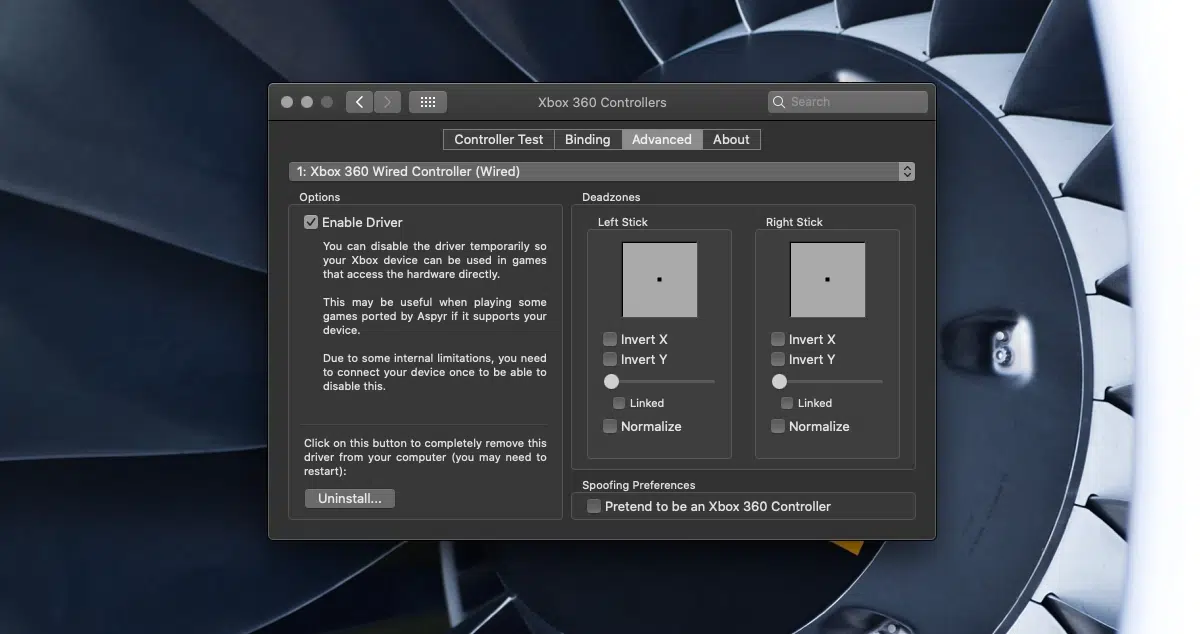 Xbox 360 Controllers
Search
Controller Test
Binding
Advanced
About
1: Xbox 360 Wired Controller (Wired)
Options
Enable Driver
You can disable the driver temporarily so
your Xbox device can be used in games
that access the hardware directly.
This may be useful when playing some
games ported by Aspyr if it supports your
device.
Due to some internal limitations, you need
to connect your device once to be able to
disable this.
Click on this button to completely remove this
driver from your computer (you may need to
restart):
Uninstall...
Deadzones
Left Stick
Invert X
Invert Y
Linked
Normalize
Right Stick
Invert X
Invert Y
Linked
Normalize
Spoofing Preferences
Pretend to be an Xbox 360 Controller